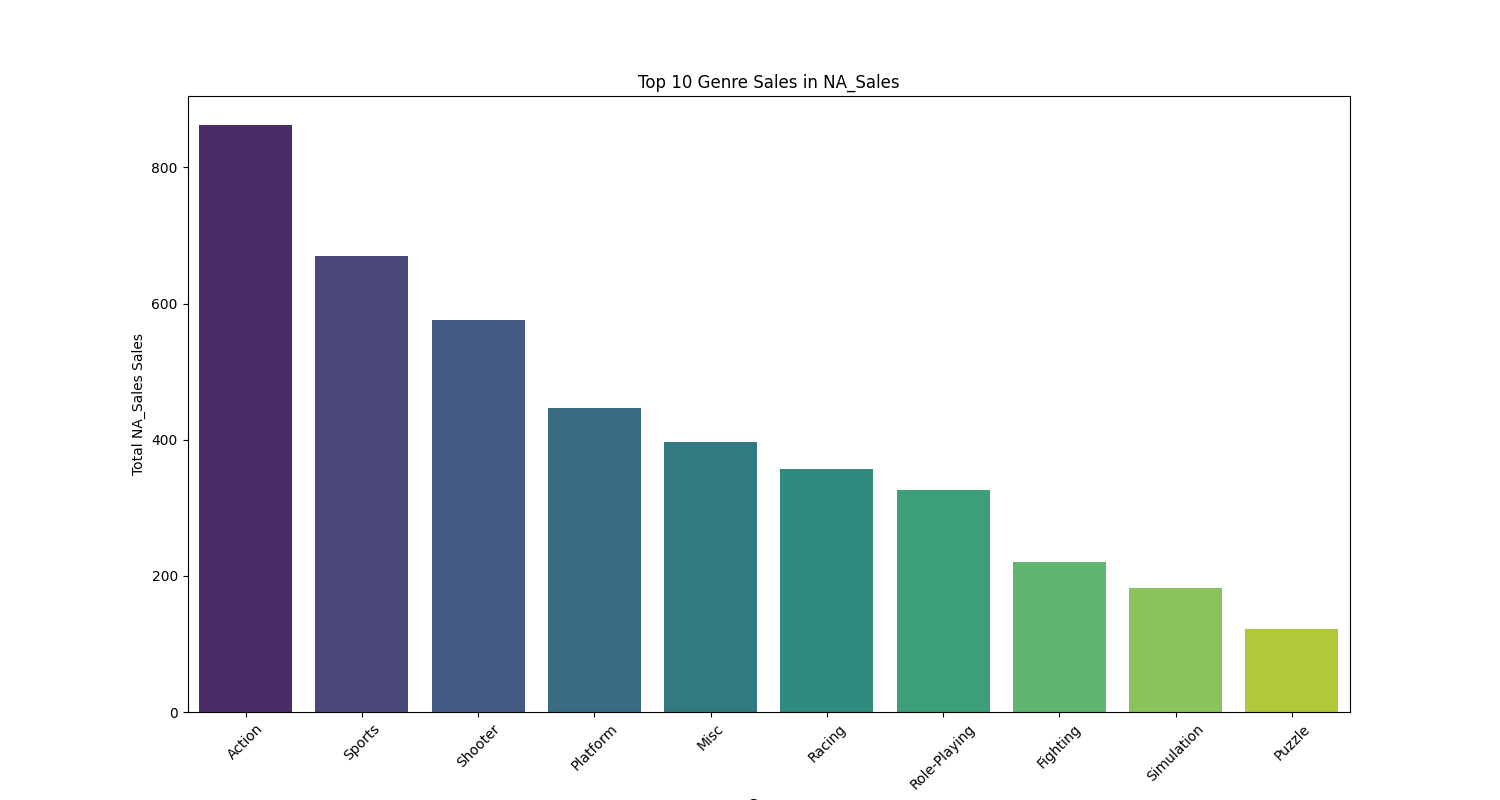 Top 10 Genre Sales in NA_Sales
Total NA_Sales Sales
800
600
400
200
0
Action
Sports
Shooter
Platform
Misc
Racing
Role-Playing
Fighting
Simulation
Puzzle